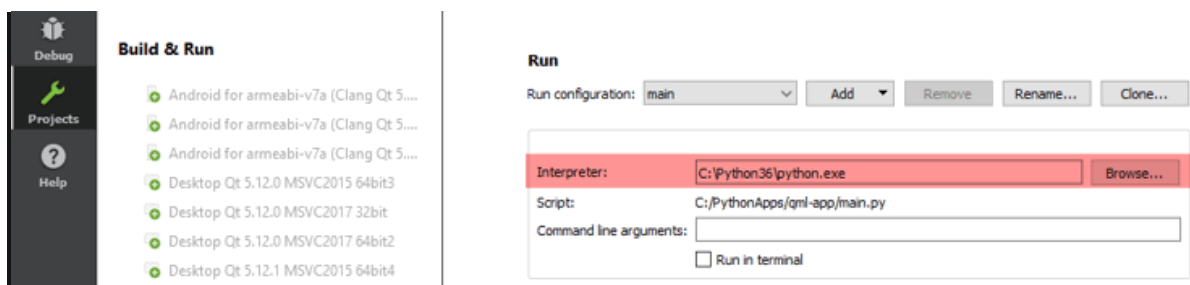 Debug
Projects
Help
Build & Run
Android for armeabi-v7a (Clang Qt 5....
Android for armeabi-v7a (Clang Qt 5....
Android for armeabi-v7a (Clang Qt 5....
Desktop Qt 5.12.0 MSVC2015 64bit3
Desktop Qt 5.12.0 MSVC2017 32bit
Desktop Qt 5.12.0 MSVC2017 64bit2
Desktop Qt 5.12.1 MSVC2015 64bit4
Run
Run configuration: main Add Remove Rename... Clone...
Interpreter: C:\Python36\python.exe Browse...
Script: C:/PythonApps/qml-app/main.py
Command line arguments:
Run in terminal